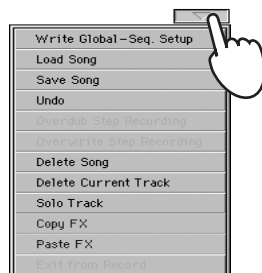 Write Global-Seq. Setup
Load Song
Save Song
Undo
Overdub Step Recording
Overwrite Step Recording
Delete Song
Delete Current Track
Solo Track
Copy FX
Paste FX
Exit from Record